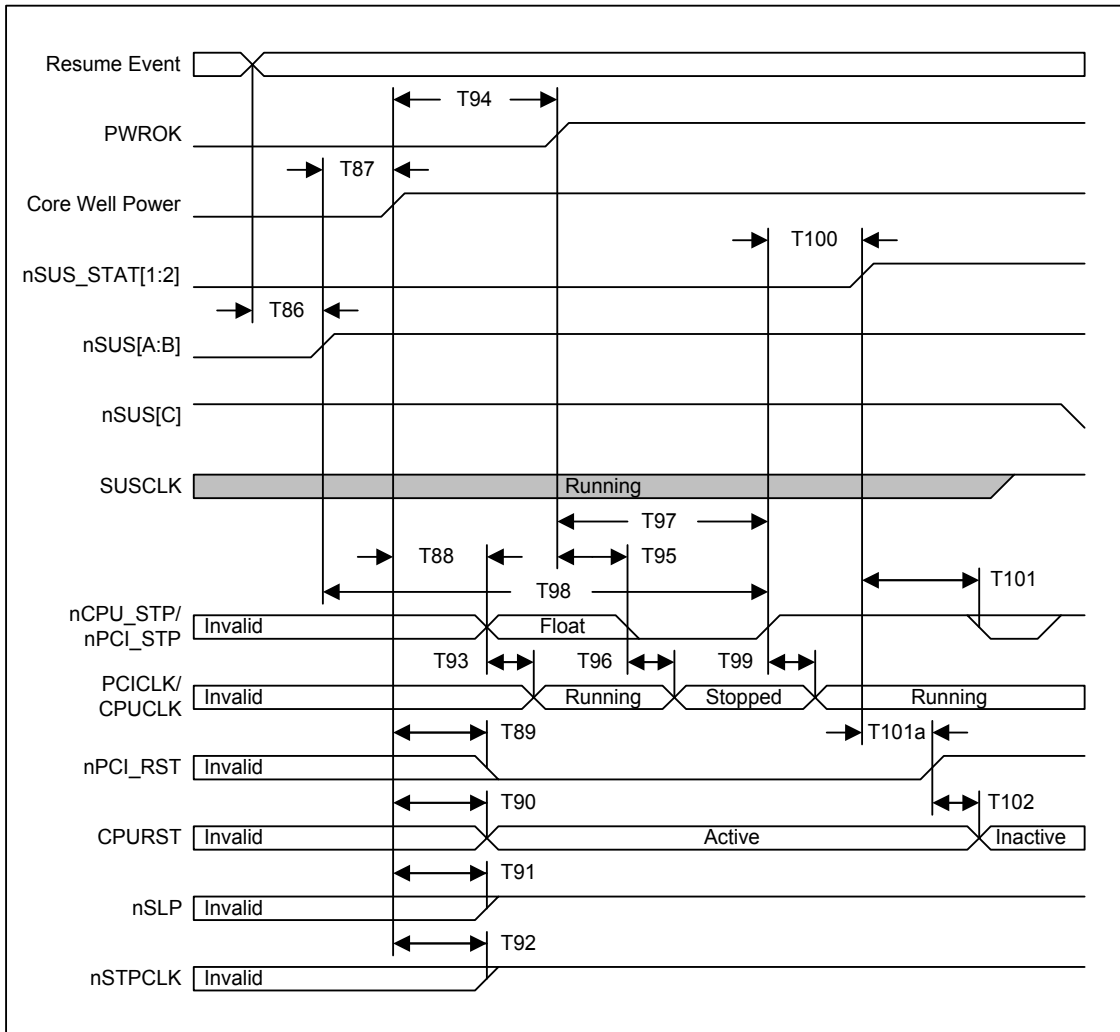 Resume Event
T94
PWROK
T87
Core Well Power
T100
nSUS_STAT[1:2]
T86
nSUS[A:B]
nSUS[C]
SUSCLK
Running
T97
T88
T95
T98
T101
nCPU_STP/
nPCI_STP
Invalid
Float
T93
T96
T99
PCICLK/
CPUCLK
Invalid
Running
Stopped
Running
T89
T101a
nPCI_RST
Invalid
T90
T102
CPURST
Invalid
Active
Inactive
T91
nSLP
Invalid
T92
nSTPCLK
Invalid